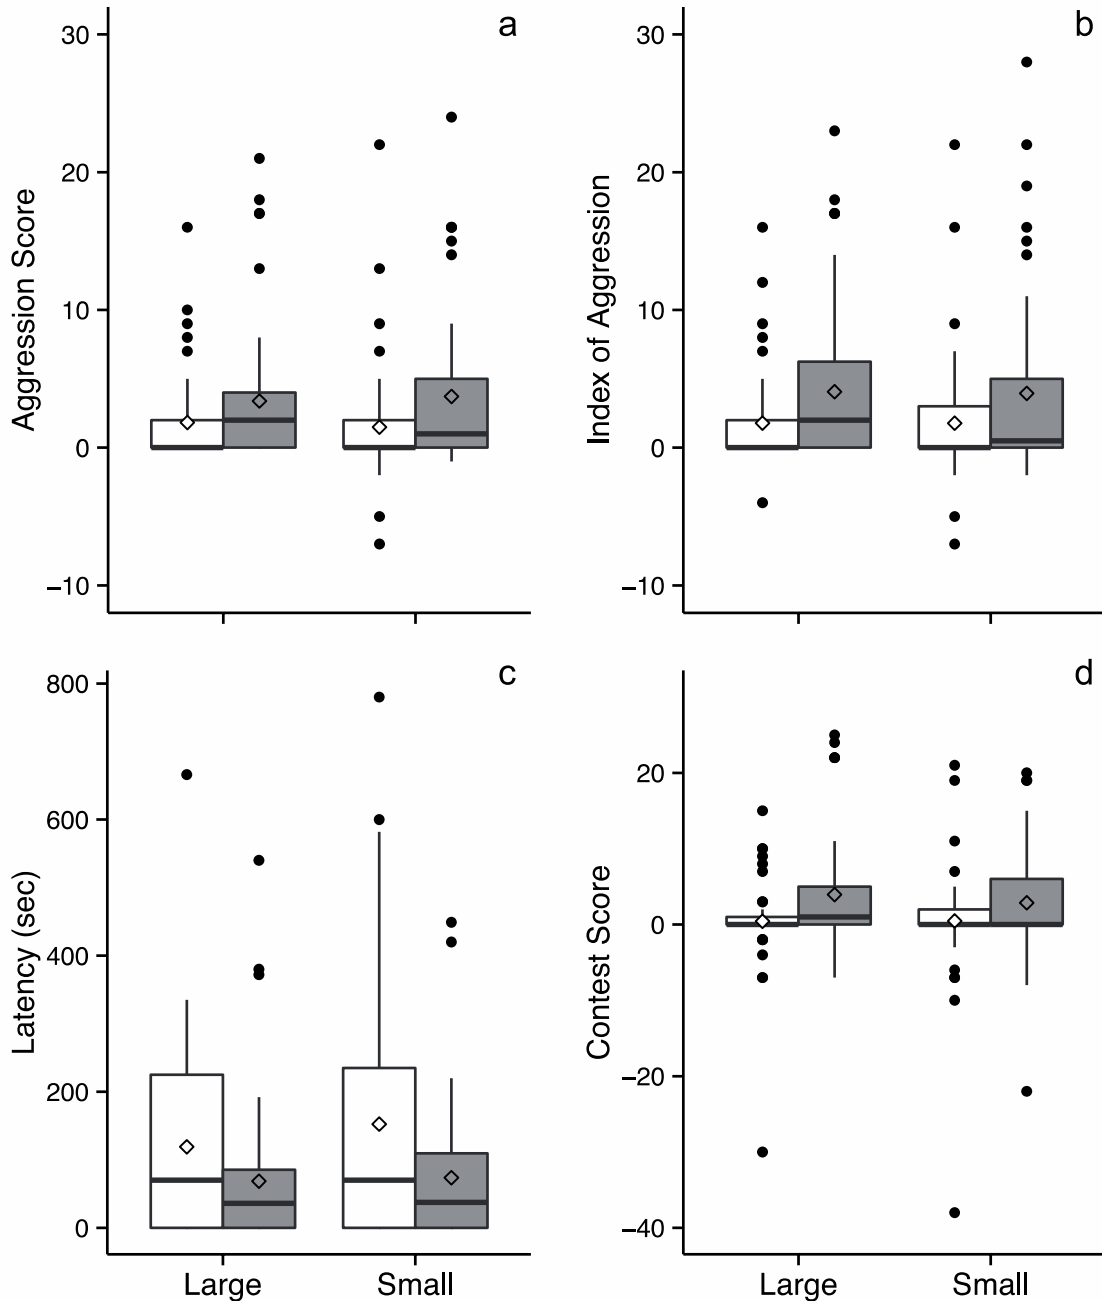 a
30
20
10
0
−10
Aggression Score
b
30
20
10
0
−10
Index of Aggression
c
800
600
400
200
0
Latency (sec)
Large
Small
d
20
0
−20
−40
Contest Score
Large
Small